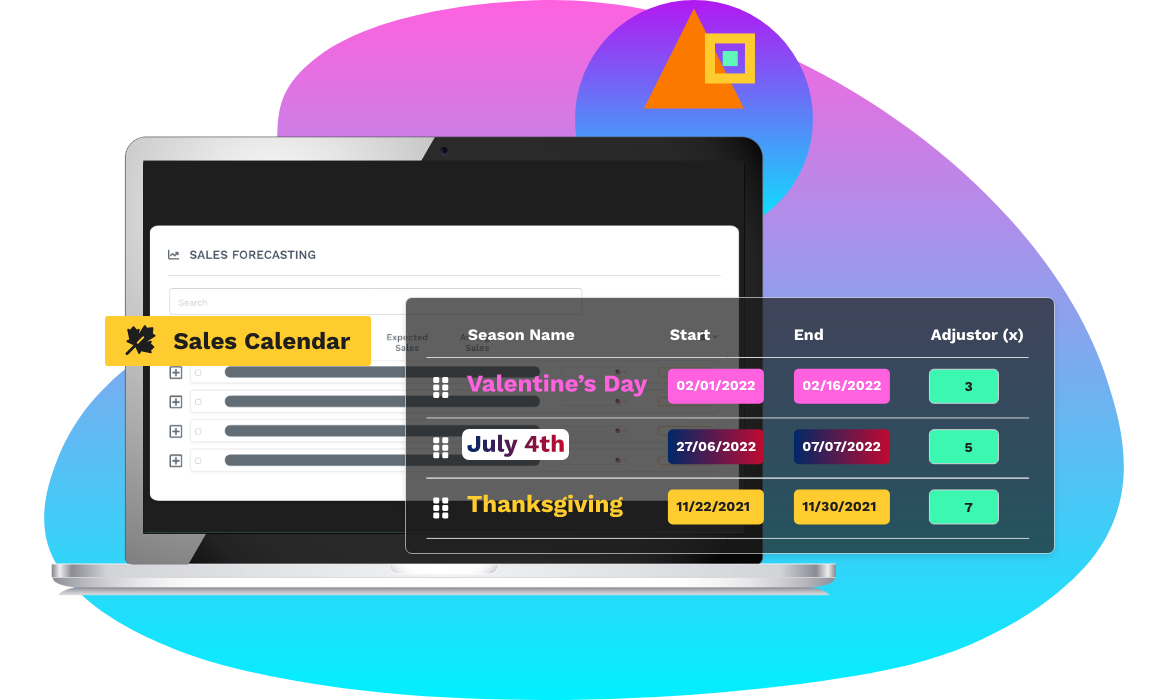 SALES FORECASTING
Search
Sales Calendar
Expected
Sales
Sales
Season Name Start End Adjustor (x)
Valentine’s Day 02/01/2022 02/16/2022 3
July 4th 27/06/2022 07/07/2022 5
Thanksgiving 11/22/2021 11/30/2021 7